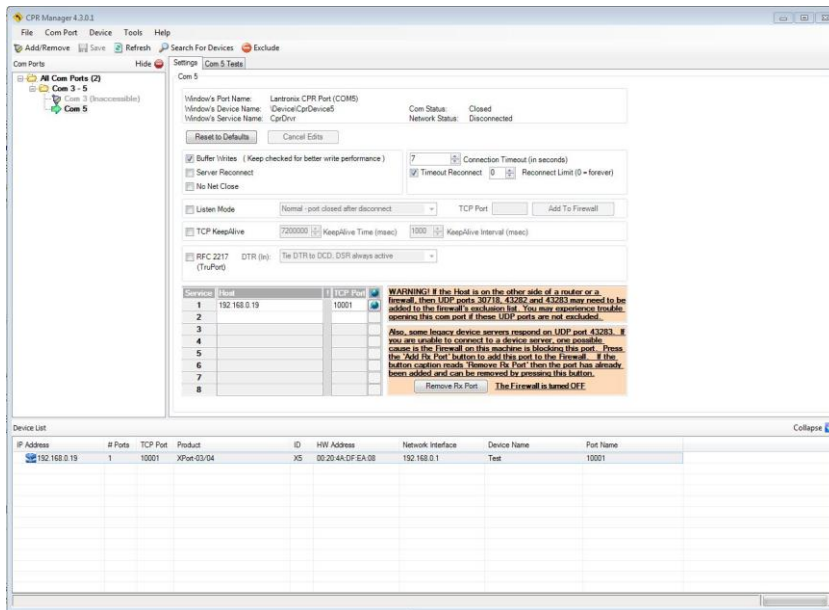 CPR Manager 4.3.0.1
File Com Port Device Tools Help
Add/Remove Save Refresh Search For Devices Exclude
Com Ports Hide
All Com Ports (2)
Com 3 - 5
Com 3 (Inaccessible)
Com 5
Settings Com 5 Tests
Com 5
Window's Port Name: Lantronix CPR Port (COM5)
Window's Device Name: \Device\CprDevice5 Com Status: Closed
Window's Service Name: CprDrvr Network Status: Disconnected
Reset to Defaults Cancel Edits
Buffer Writes ( Keep checked for better write performance ) 7 Connection Timeout (in seconds)
Server Reconnect Timeout Reconnect 0 Reconnect Limit (0 = forever)
No Net Close
Listen Mode Normal - port closed after disconnect TCP Port Add To Firewall
TCP KeepAlive 7200000 KeepAlive Time (msec) 1000 KeepAlive Interval (msec)
RFC 2217 DTR (In): Tie DTR to DCD, DSR always active
(TruPort)
Service Host ! TCP Port
1 192.168.0.19 10001
2
3
4
5
6
7
8
WARNING! If the Host is on the other side of a router or a
firewall, then UDP ports 30718, 43282 and 43283 may need to be
added to the firewall's exclusion list. You may experience trouble
opening this com port if these UDP ports are not excluded.
Also, some legacy device servers respond on UDP port 43283. If
you are unable to connect to a device server, one possible
cause is the Firewall on this machine is blocking this port. Press
the 'Add Rx Port' button to add this port to the Firewall. If the
button caption reads 'Remove Rx Port' then the port has already
been added and can be removed by pressing this button.
Remove Rx Port The Firewall is turned OFF
Device List Collapse
IP Address # Ports TCP Port Product ID HW Address Network Interface Device Name Port Name
192.168.0.19 1 10001 XPort-03/04 X5 00:20:4A:DF:EA:08 192.168.0.1 Test 10001